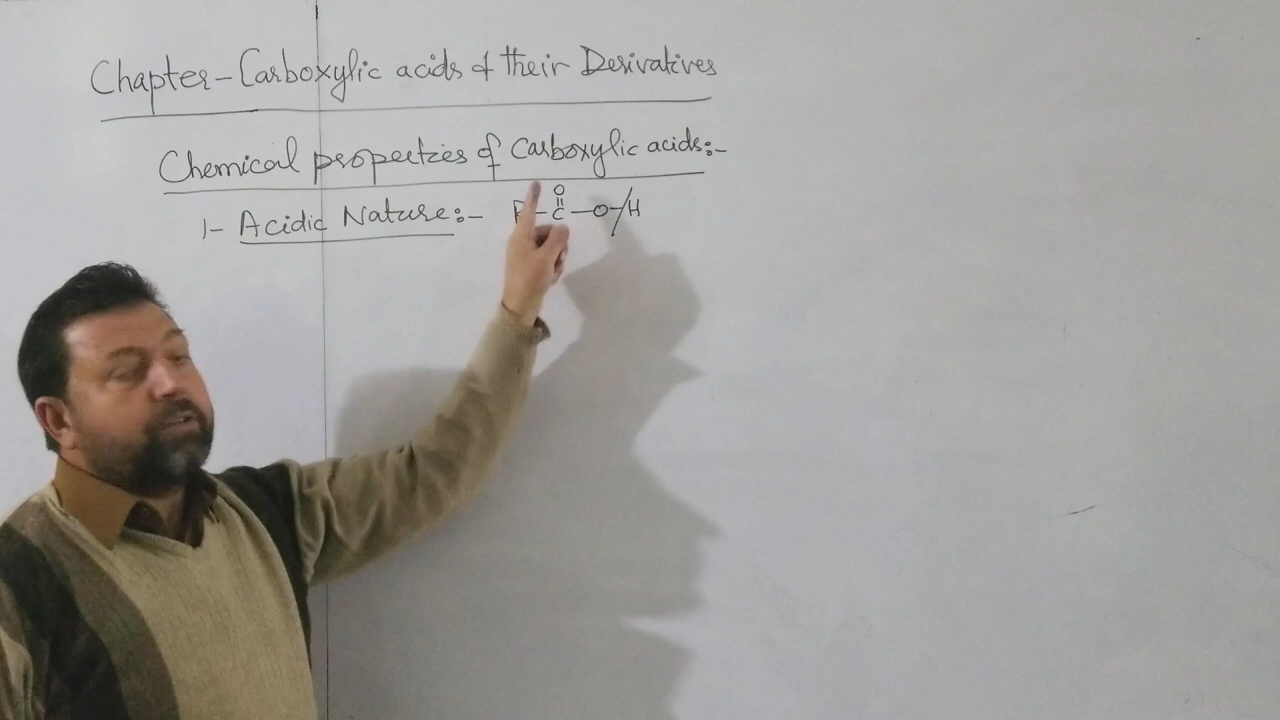 Chapter - Carboxylic acids & their Derivatives
Chemical properties of Carboxylic acids:-
1- Acidic Nature:- R-C-O-H
O